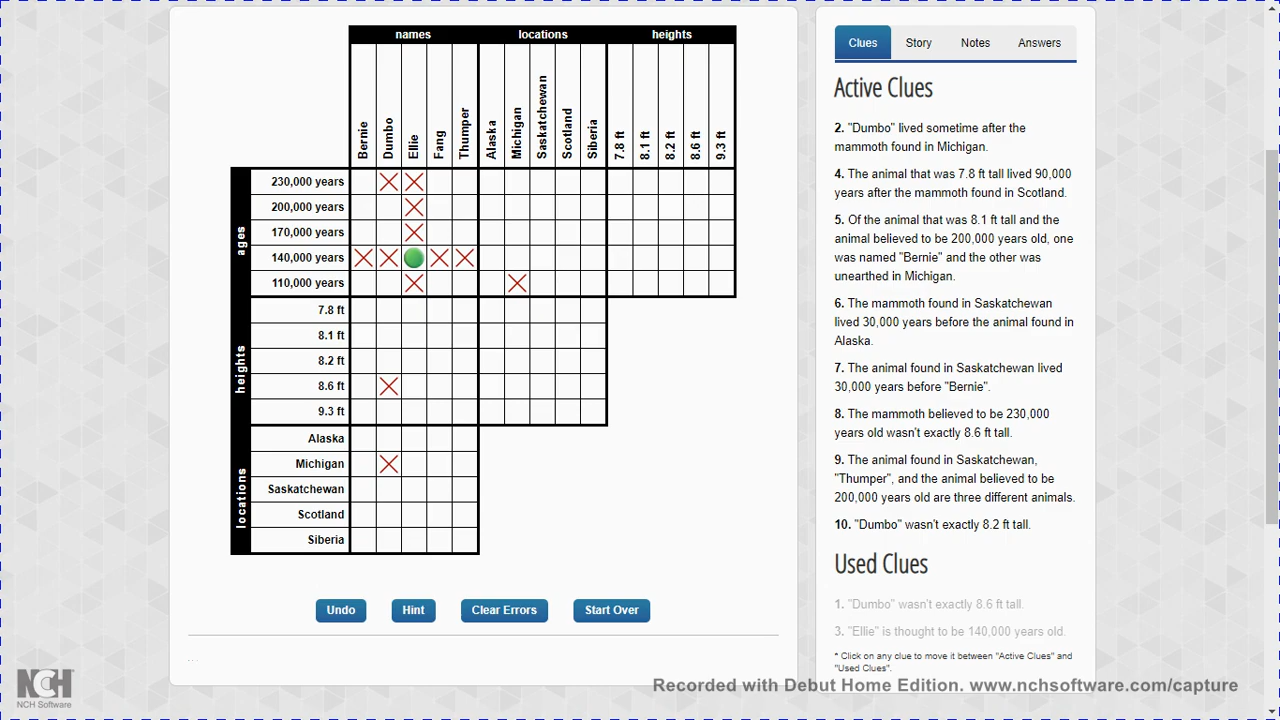 names locations heights
Bernie Dumbo Ellie Fang Thumper Alaska Michigan Saskatchewan Scotland Siberia 7.8 ft 8.1 ft 8.2 ft 8.6 ft 9.3 ft
ages
230,000 years
200,000 years
170,000 years
140,000 years
110,000 years
heights
7.8 ft
8.1 ft
8.2 ft
8.6 ft
9.3 ft
locations
Alaska
Michigan
Saskatchewan
Scotland
Siberia
Undo Hint Clear Errors Start Over
...
Clues Story Notes Answers
Active Clues
2. "Dumbo" lived sometime after the
mammoth found in Michigan.
4. The animal that was 7.8 ft tall lived 90,000
years after the mammoth found in Scotland.
5. Of the animal that was 8.1 ft tall and the
animal believed to be 200,000 years old, one
was named "Bernie" and the other was
unearthed in Michigan.
6. The mammoth found in Saskatchewan
lived 30,000 years before the animal found in
Alaska.
7. The animal found in Saskatchewan lived
30,000 years before "Bernie".
8. The mammoth believed to be 230,000
years old wasn't exactly 8.6 ft tall.
9. The animal found in Saskatchewan,
"Thumper", and the animal believed to be
200,000 years old are three different animals.
10. "Dumbo" wasn't exactly 8.2 ft tall.
Used Clues
1. "Dumbo" wasn't exactly 8.6 ft tall.
3. "Ellie" is thought to be 140,000 years old.
* Click on any clue to move it between "Active Clues" and
"Used Clues".
NCH
NCH Software
Recorded with Debut Home Edition. www.nchsoftware.com/capture